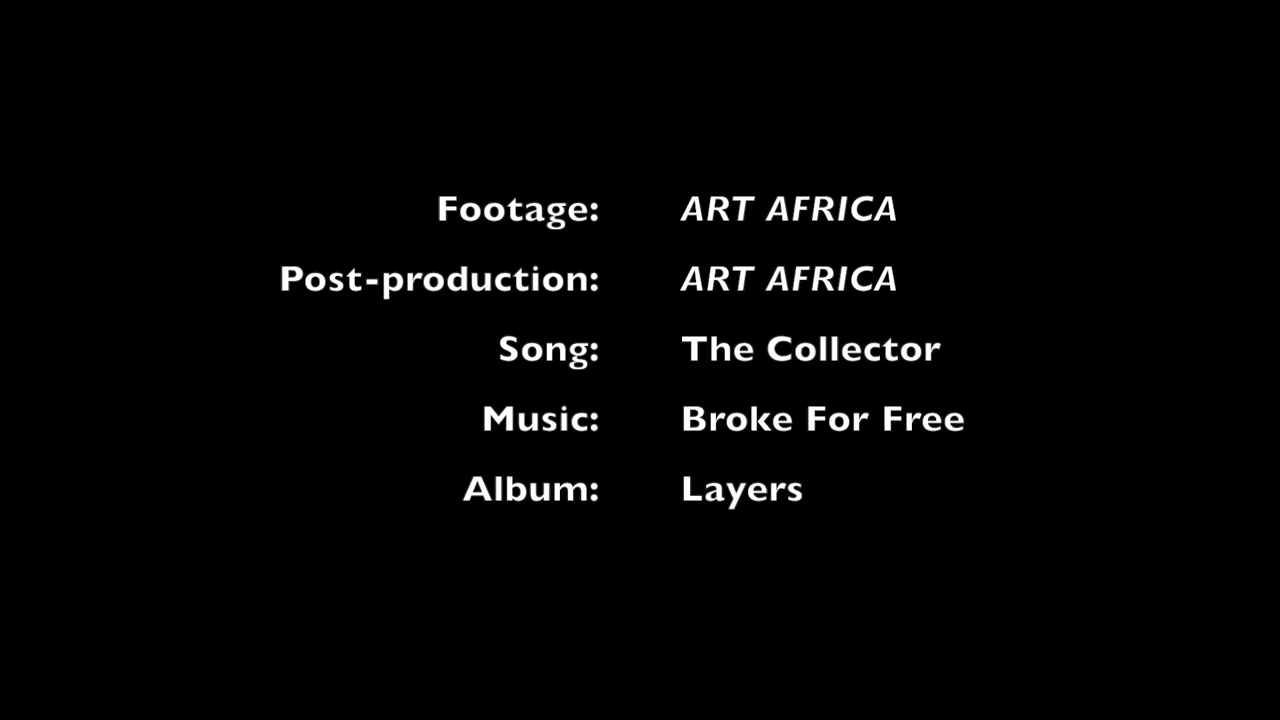 Footage: ART AFRICA
Post-production: ART AFRICA
Song: The Collector
Music: Broke For Free
Album: Layers